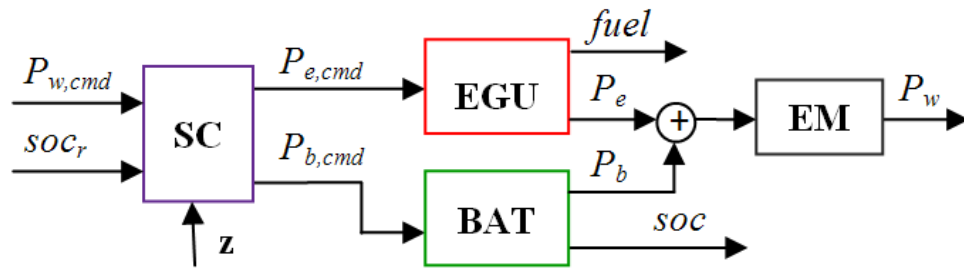 fuel
P_{w,cmd}
P_{e,cmd}
EGU
P_e
+
EM
P_w
SC
soc_r
P_{b,cmd}
P_b
BAT
soc
z